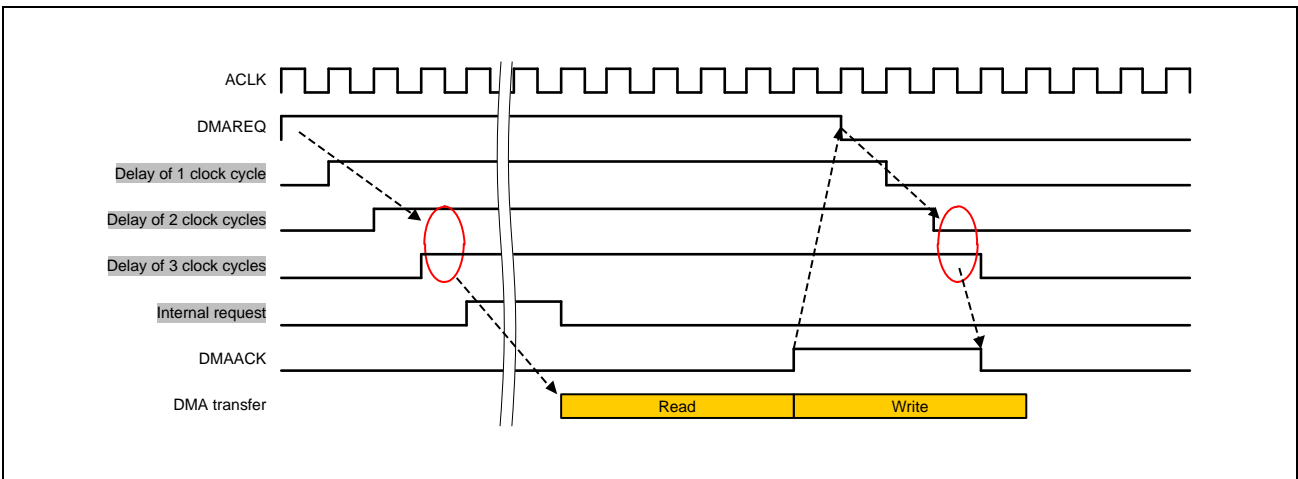 ACLK
DMAREQ
Delay of 1 clock cycle
Delay of 2 clock cycles
Delay of 3 clock cycles
Internal request
DMAACK
DMA transfer
Read
Write